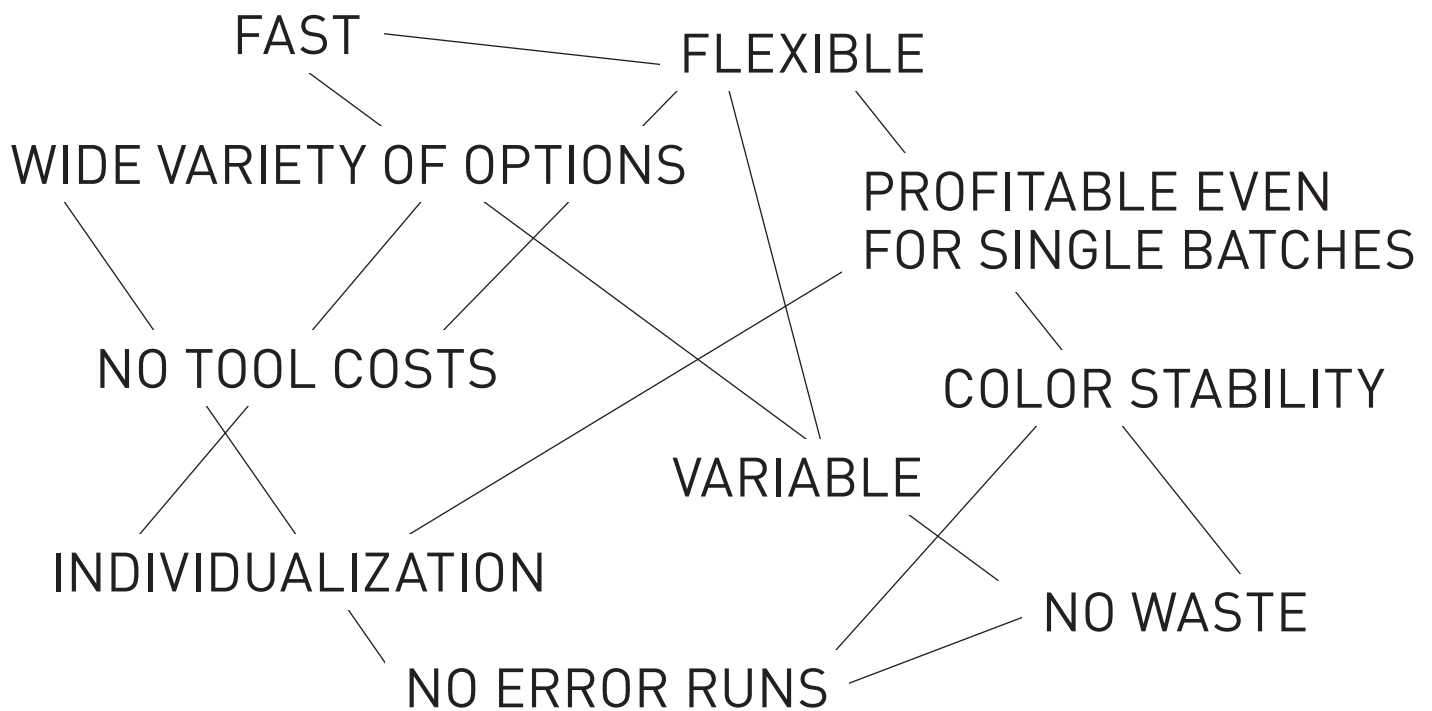 FAST
FLEXIBLE
WIDE VARIETY OF OPTIONS
PROFITABLE EVEN
FOR SINGLE BATCHES
NO TOOL COSTS
COLOR STABILITY
VARIABLE
INDIVIDUALIZATION
NO WASTE
NO ERROR RUNS